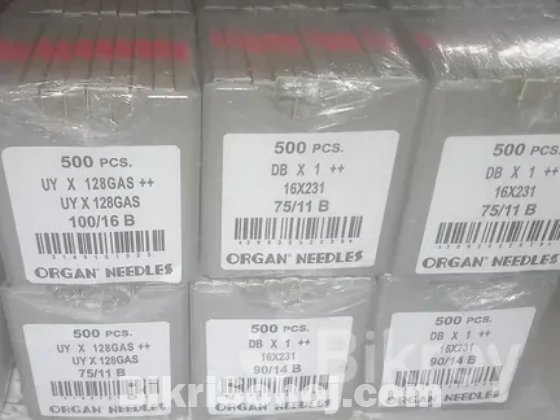 500 PCS.
UY X 128GAS ++
UY X 128GAS
100/16 B
ORGAN® NEEDLES
500 PCS.
DB X 1 ++
16X231
75/11 B
ORGAN® NEEDLES
500 PCS.
DB X 1 ++
16X231
75/11 B
ORGAN® NEEDLES
500 PCS.
UY X 128GAS ++
UY X 128GAS
75/11 B
ORGAN® NEEDLES
500 PCS.
DB X 1 ++
16X231
90/14 B
ORGAN® NEEDLES
500 PCS.
DB X 1 ++
16X231
90/14 B
ORGAN® NEEDLES